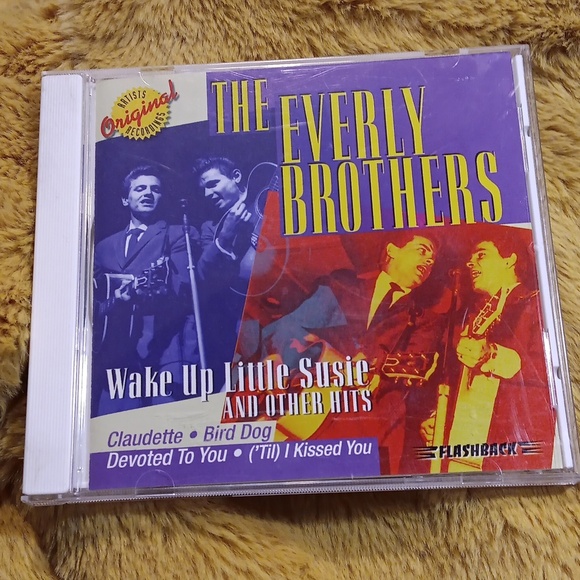 ARTISTS
Original
RECORDINGS
THE
EVERLY
BROTHERS
Wake Up Little Susie
AND OTHER HITS
Claudette • Bird Dog
Devoted To You • ('Til) I Kissed You
FLASHBACK